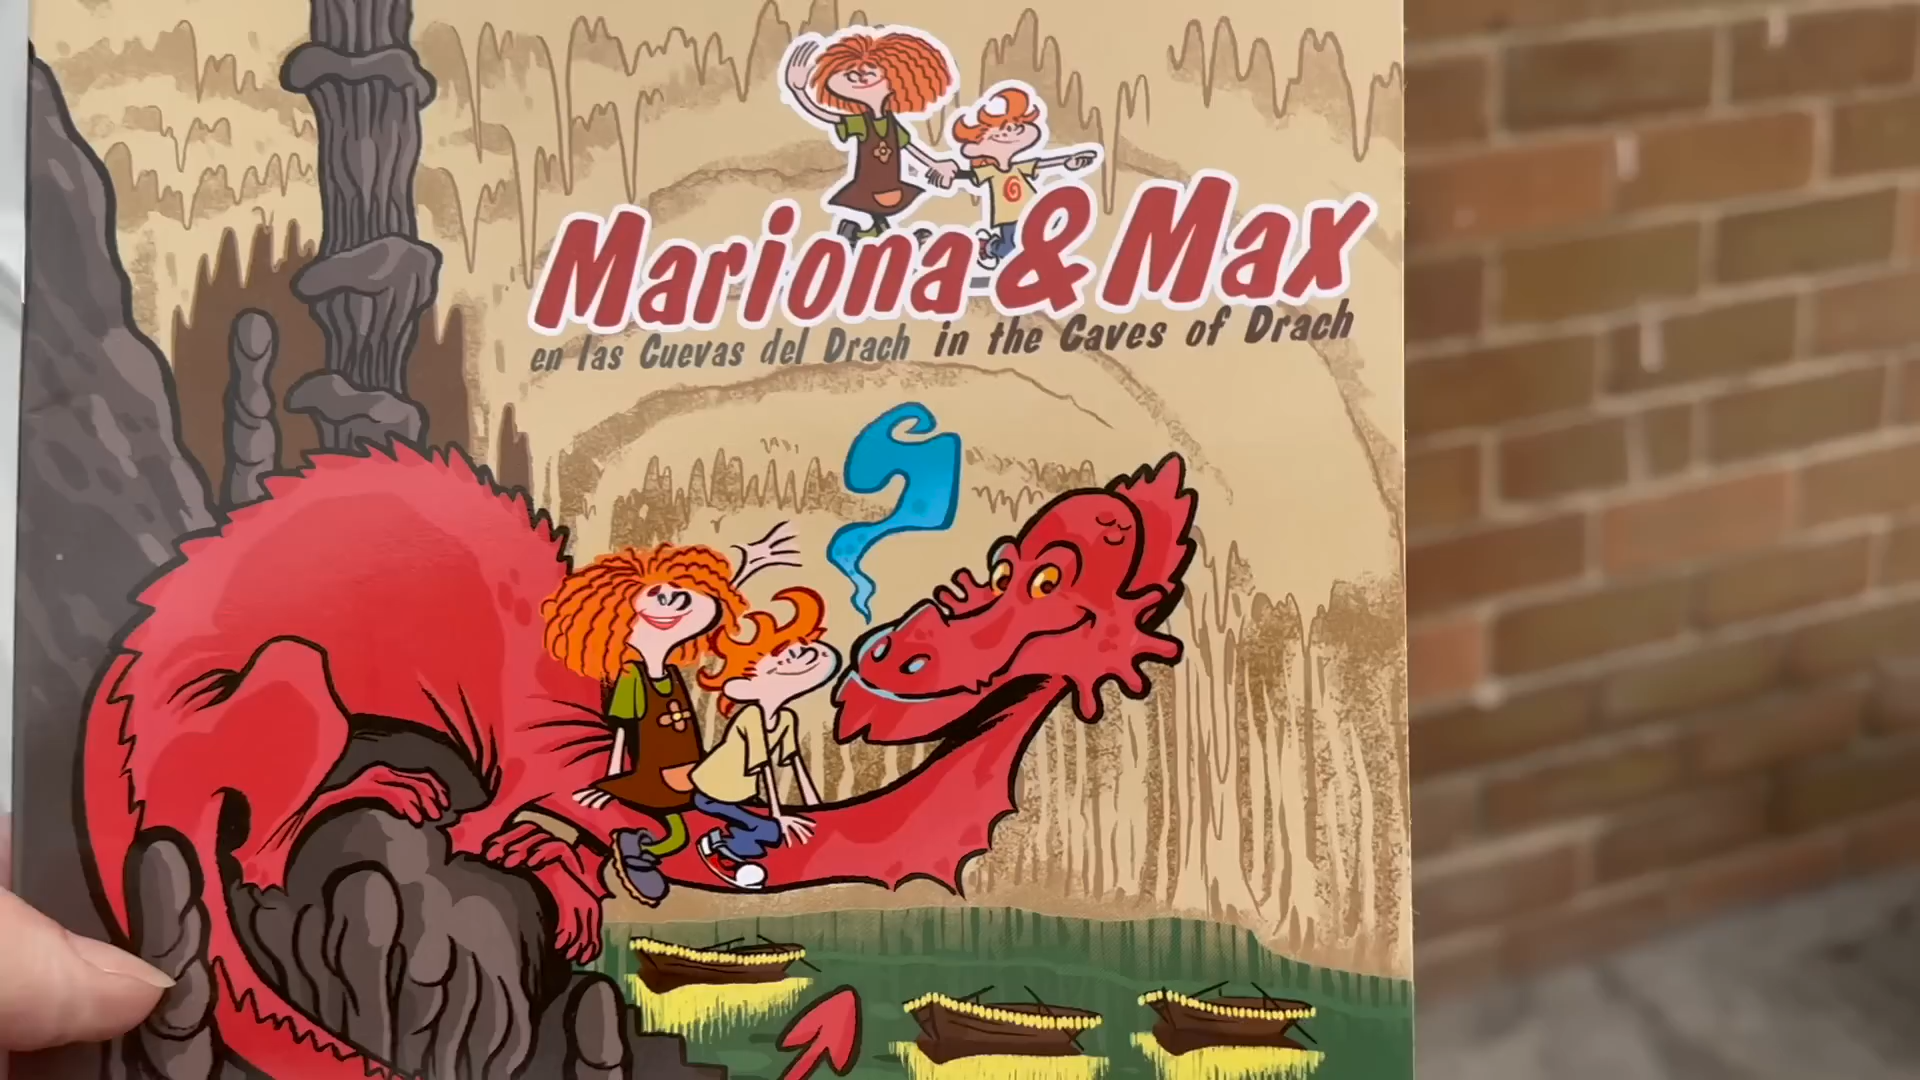 Mariona & Max
en las Cuevas del Drach in the Caves of Drach